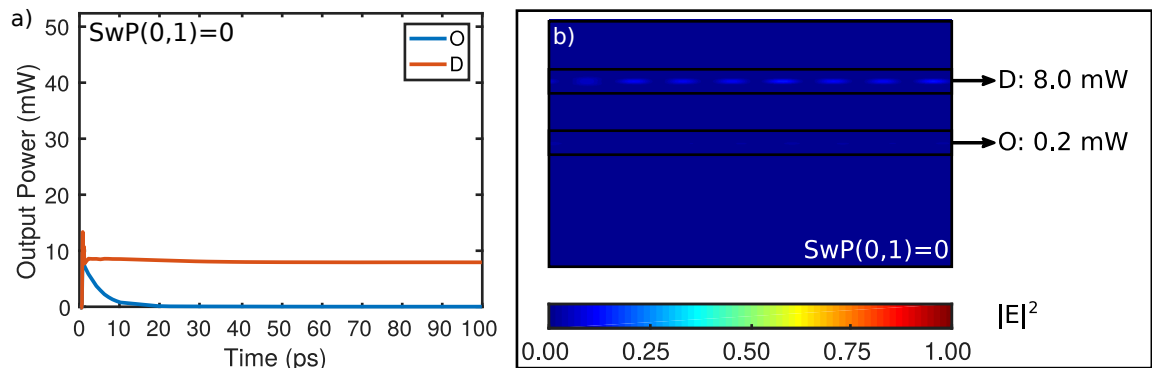 a)
SwP(0,1)=0
O
D
50
40
30
20
10
0
Output Power (mW)
0 10 20 30 40 50 60 70 80 90 100
Time (ps)
b)
D: 8.0 mW
O: 0.2 mW
SwP(0,1)=0
|E|²
0.00 0.25 0.50 0.75 1.00